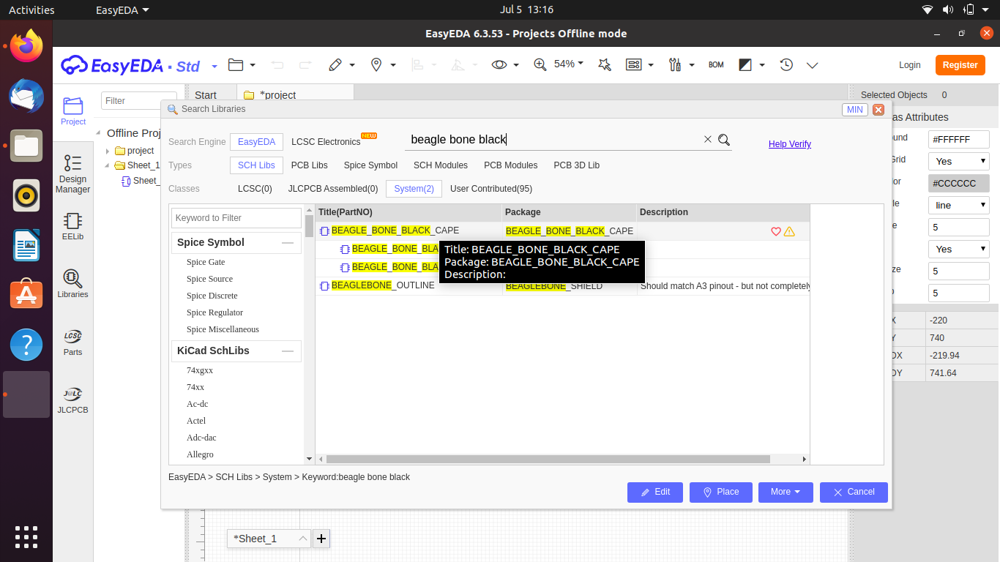 Activities
EasyEDA
Jul 5 13:16
EasyEDA 6.3.53 - Projects Offline mode
EasyEDA · Std
54%
BOM
Login
Register
Project
Design
Manager
EELib
Libraries
LCSC
Parts
JLCPCB
Filter
Offline Proj
project
Sheet_1
Sheet_
Start
*project
Selected Objects 0
as Attributes
ound #FFFFFF
Grid Yes
lor #CCCCCC
le line
5
Yes
ze 5
5
X -220
Y 740
DX -219.94
DY 741.64
Search Libraries
MIN
Search Engine EasyEDA LCSC Electronics NEW
beagle bone black
Help Verify
Types SCH Libs PCB Libs Spice Symbol SCH Modules PCB Modules PCB 3D Lib
Classes LCSC(0) JLCPCB Assembled(0) System(2) User Contributed(95)
Keyword to Filter
Spice Symbol
Spice Gate
Spice Source
Spice Discrete
Spice Regulator
Spice Miscellaneous
KiCad SchLibs
74xgxx
74xx
Ac-dc
Actel
Adc-dac
Allegro
Title(PartNO) Package Description
BEAGLE_BONE_BLACK_CAPE BEAGLE_BONE_BLACK_CAPE
BEAGLE_BONE_BLA
BEAGLE_BONE_BLA
BEAGLEBONE_OUTLINE BEAGLEBONE_SHIELD Should match A3 pinout - but not completely
Title: BEAGLE_BONE_BLACK_CAPE
Package: BEAGLE_BONE_BLACK_CAPE
Description:
EasyEDA > SCH Libs > System > Keyword:beagle bone black
Edit
Place
More
Cancel
*Sheet_1